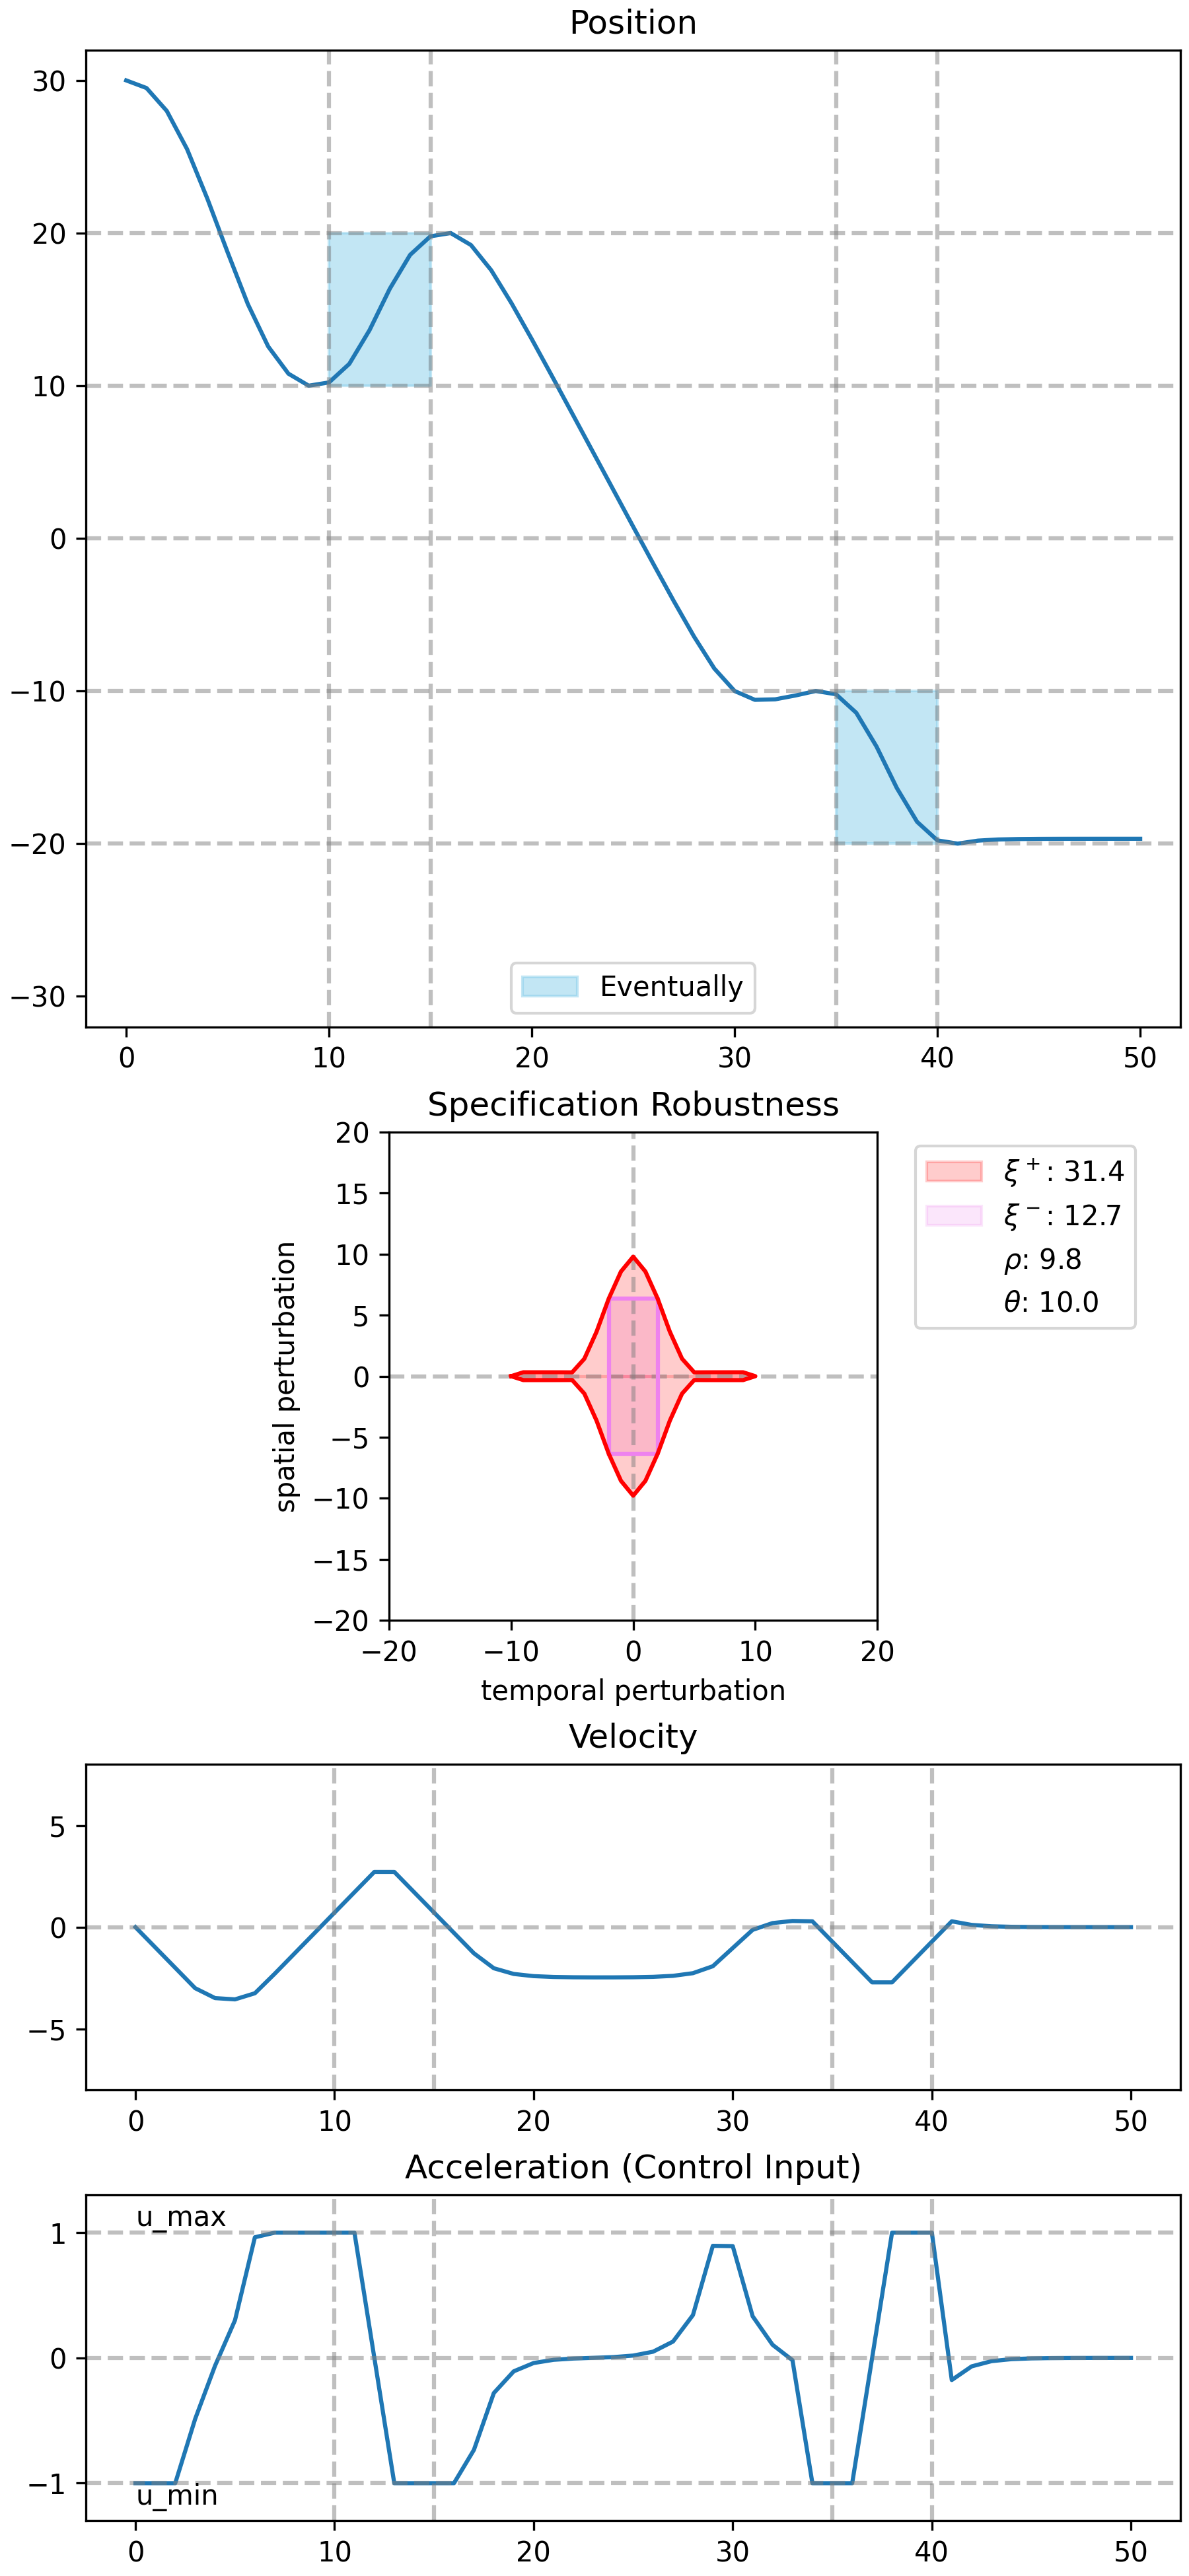 Position
30
20
10
0
−10
−20
−30
Eventually
0 10 20 30 40 50
Specification Robustness
20
15
10
5
0
−5
−10
−15
−20
spatial perturbation
−20 −10 0 10 20
temporal perturbation
ξ⁺: 31.4
ξ⁻: 12.7
ρ: 9.8
θ: 10.0
Velocity
5
0
−5
0 10 20 30 40 50
Acceleration (Control Input)
u_max
1
0
−1
u_min
0 10 20 30 40 50